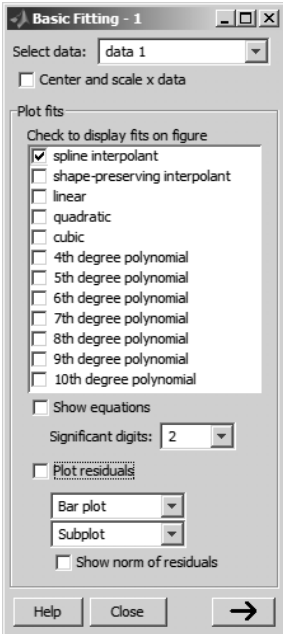 Basic Fitting - 1
Select data: data 1
Center and scale x data
Plot fits
Check to display fits on figure
spline interpolant
shape-preserving interpolant
linear
quadratic
cubic
4th degree polynomial
5th degree polynomial
6th degree polynomial
7th degree polynomial
8th degree polynomial
9th degree polynomial
10th degree polynomial
Show equations
Significant digits: 2
Plot residuals
Bar plot
Subplot
Show norm of residuals
Help Close